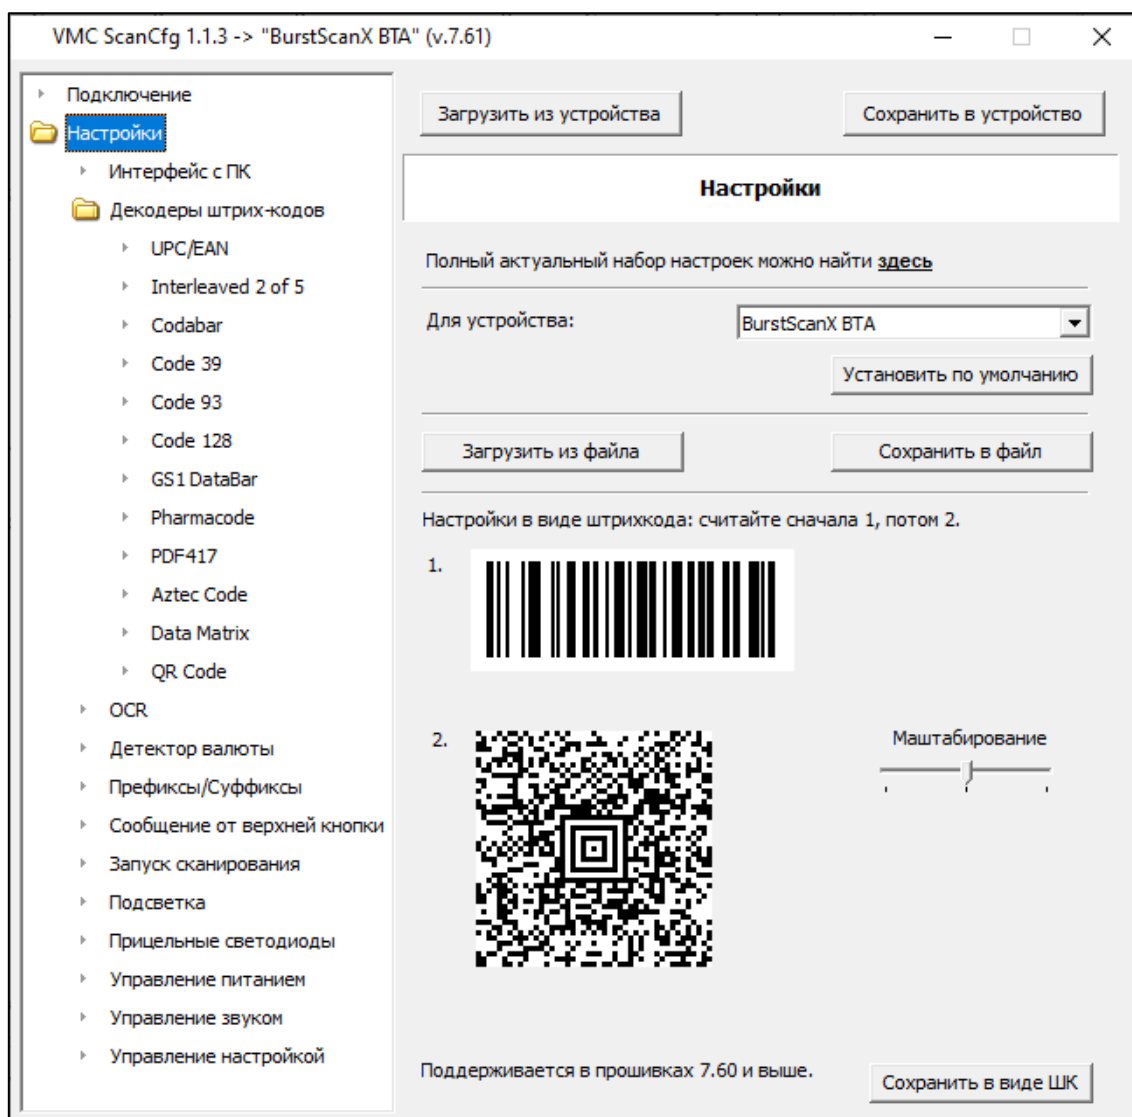 VMC ScanCfg 1.1.3 -> "BurstScanX BTA" (v.7.61)
Подключение
Настройки
Интерфейс с ПК
Декодеры штрих-кодов
UPC/EAN
Interleaved 2 of 5
Codabar
Code 39
Code 93
Code 128
GS1 DataBar
Pharmacode
PDF417
Aztec Code
Data Matrix
QR Code
OCR
Детектор валюты
Префиксы/Суффиксы
Сообщение от верхней кнопки
Запуск сканирования
Подсветка
Прицельные светодиоды
Управление питанием
Управление звуком
Управление настройкой
Загрузить из устройства
Сохранить в устройство
Настройки
Полный актуальный набор настроек можно найти здесь
Для устройства:
BurstScanX BTA
Установить по умолчанию
Загрузить из файла
Сохранить в файл
Настройки в виде штрихкода: считайте сначала 1, потом 2.
1.
2.
Маштабирование
Поддерживается в прошивках 7.60 и выше.
Сохранить в виде ШК